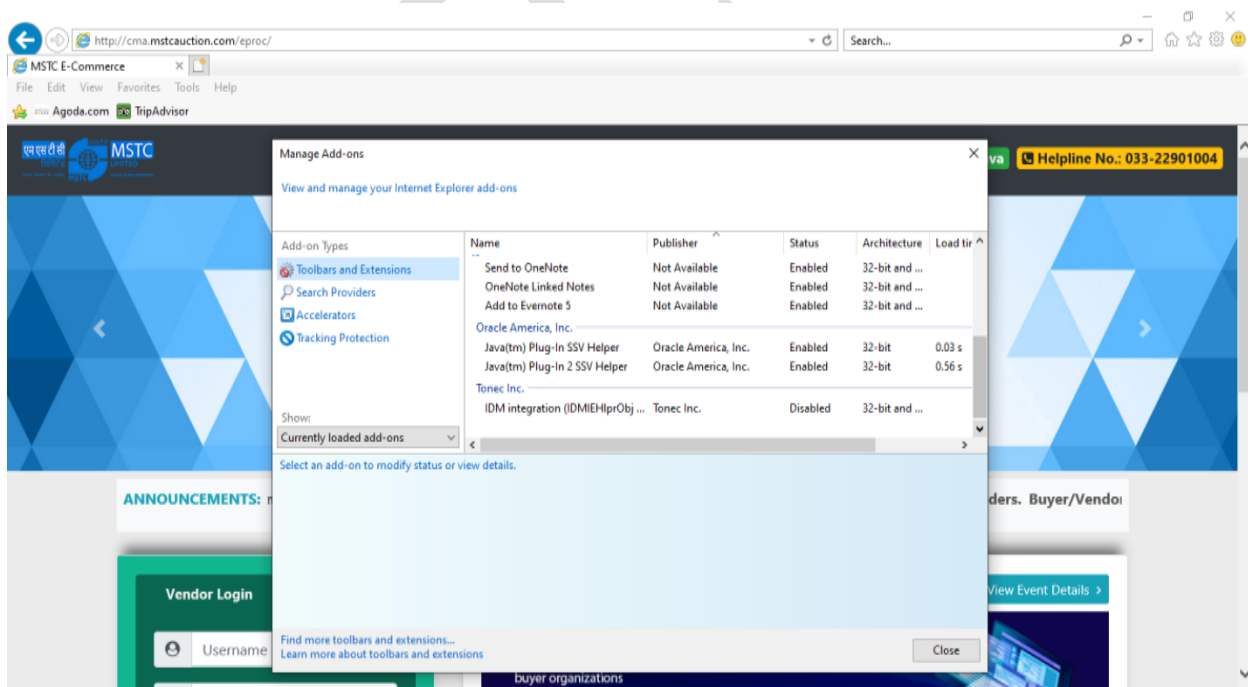 http://cma.mstcauction.com/eproc/
Search...
MSTC E-Commerce
File Edit View Favorites Tools Help
Agoda.com TripAdvisor
एम एस टी सी
MSTC
LIMITED
va
Helpline No.: 033-22901004
Manage Add-ons
View and manage your Internet Explorer add-ons
Add-on Types
Toolbars and Extensions
Search Providers
Accelerators
Tracking Protection
Show:
Currently loaded add-ons
Name Publisher Status Architecture Load tir
Send to OneNote Not Available Enabled 32-bit and ...
OneNote Linked Notes Not Available Enabled 32-bit and ...
Add to Evernote 5 Not Available Enabled 32-bit and ...
Oracle America, Inc.
Java(tm) Plug-In SSV Helper Oracle America, Inc. Enabled 32-bit 0.03 s
Java(tm) Plug-In 2 SSV Helper Oracle America, Inc. Enabled 32-bit 0.56 s
Tonec Inc.
IDM integration (IDMIEHlprObj ... Tonec Inc. Disabled 32-bit and ...
Select an add-on to modify status or view details.
ANNOUNCEMENTS:
ders. Buyer/Vendor
Vendor Login
Username
View Event Details
Find more toolbars and extensions...
Learn more about toolbars and extensions
Close
buyer organizations